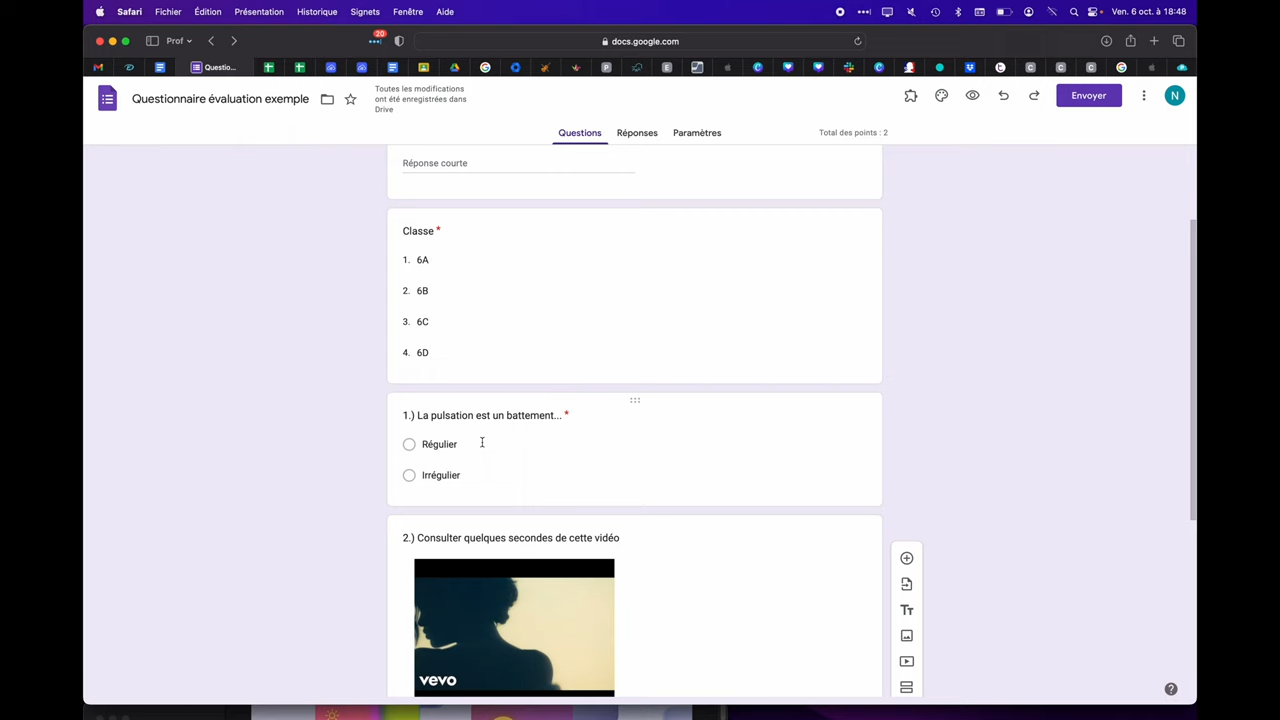 Safari Fichier Édition Présentation Historique Signets Fenêtre Aide Ven. 6 oct. à 18:48
20
Prof docs.google.com
Questio...
Questionnaire évaluation exemple
Toutes les modifications
ont été enregistrées dans
Drive
Envoyer
N
Questions Réponses Paramètres Total des points : 2
Réponse courte
Classe *
1. 6A
2. 6B
3. 6C
4. 6D
1.) La pulsation est un battement... *
Régulier
Irrégulier
2.) Consulter quelques secondes de cette vidéo
vevo